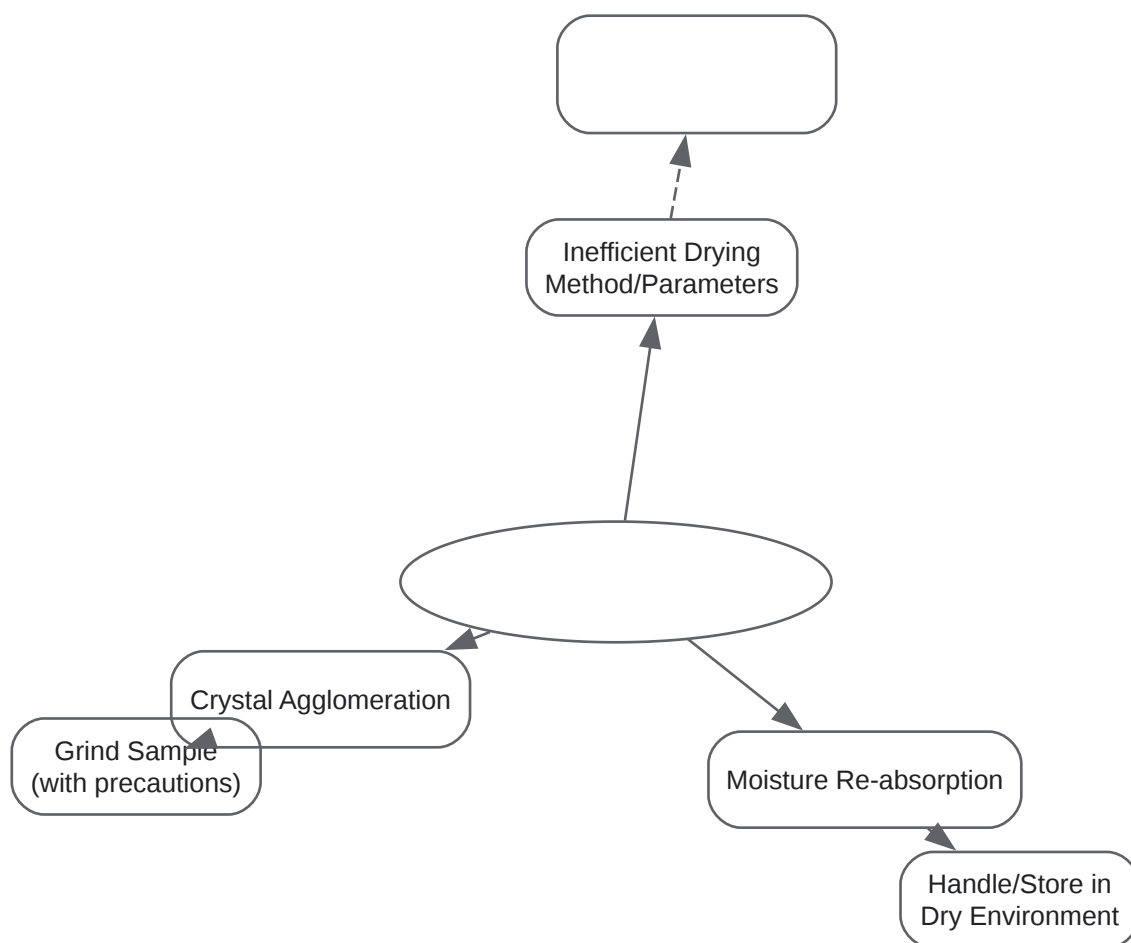 Inefficient Drying
Method/Parameters
Crystal Agglomeration
Grind Sample
(with precautions)
Moisture Re-absorption
Handle/Store in
Dry Environment